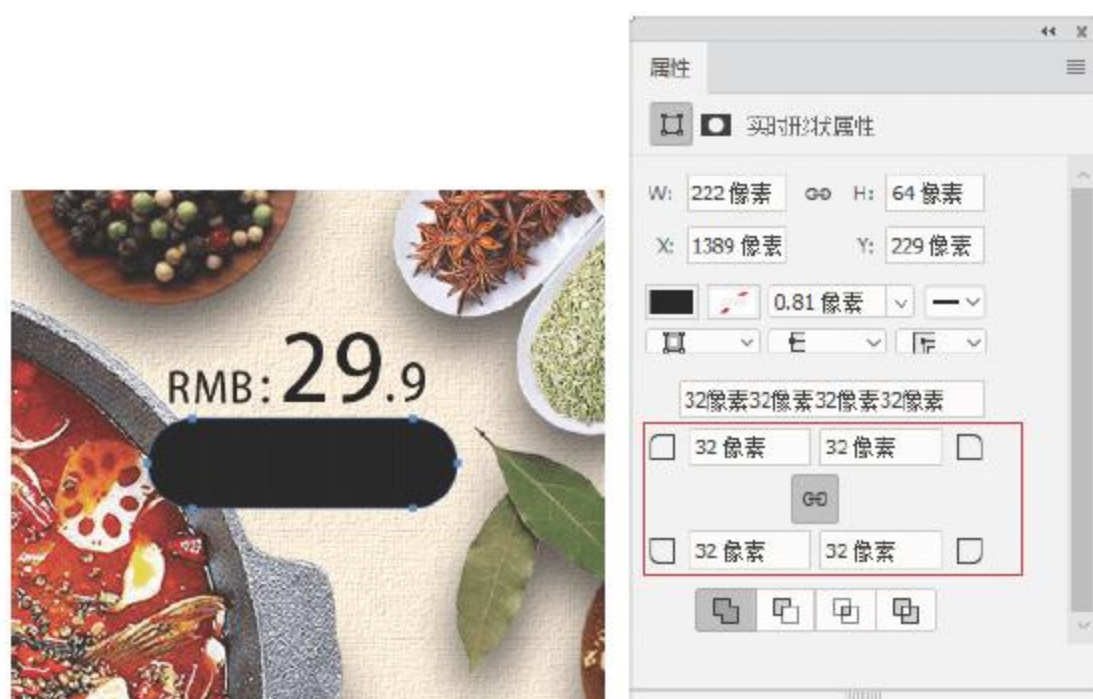 属性
实时形状属性
W: 222 像素 H: 64 像素
X: 1389 像素 Y: 229 像素
0.81 像素
RMB: 29.9
32像素32像素32像素32像素
32 像素 32 像素
32 像素 32 像素